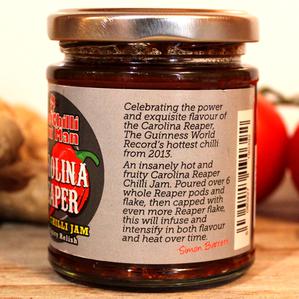 Chilli
Man
CAROLINA
REAPER
CHILLI JAM
Relish
Celebrating the power
and exquisite flavour of
the Carolina Reaper,
The Guinness World
Record's hottest chilli
from 2013.
An insanely hot and
fruity Carolina Reaper
Chilli Jam. Poured over 6
whole Reaper pods and
flake, then capped with
even more Reaper flake,
this will infuse and
intensify in both flavour
and heat over time.
Simon Barrett